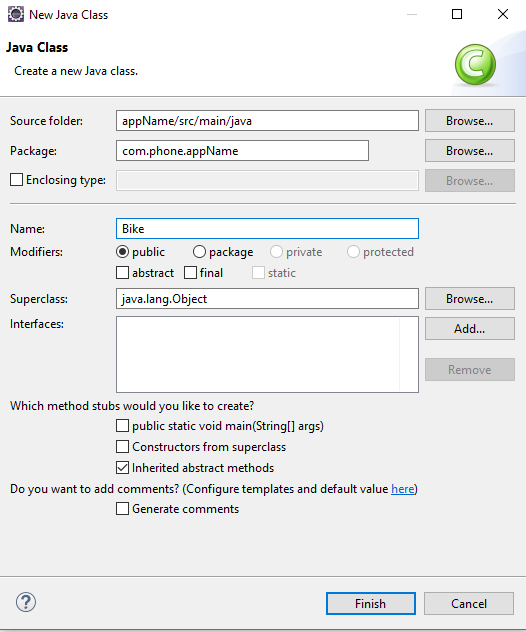 New Java Class
Java Class
Create a new Java class.
C
Source folder: appName/src/main/java Browse...
Package: com.phone.appName Browse...
Enclosing type: Browse...
Name: Bike
Modifiers: public package private protected
abstract final static
Superclass: java.lang.Object Browse...
Interfaces: Add...
Remove
Which method stubs would you like to create?
public static void main(String[] args)
Constructors from superclass
Inherited abstract methods
Do you want to add comments? (Configure templates and default value here)
Generate comments
? Finish Cancel